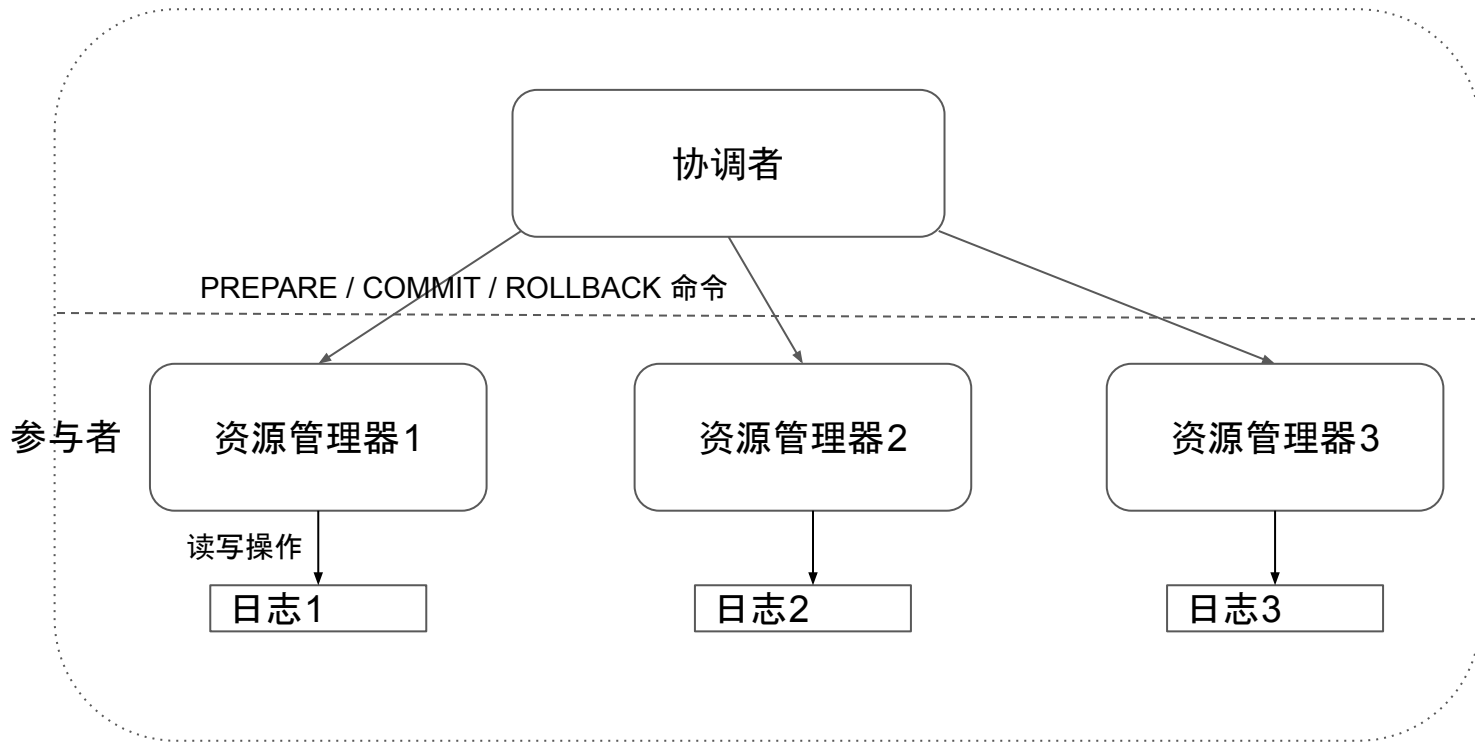 协调者
PREPARE / COMMIT / ROLLBACK 命令
参与者
资源管理器1
资源管理器2
资源管理器3
读写操作
日志1
日志2
日志3